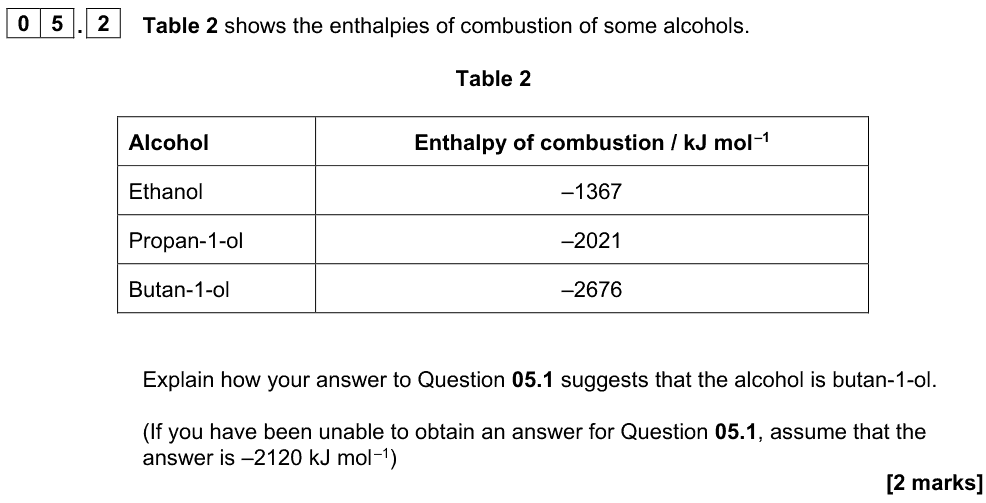 0 5 . 2 Table 2 shows the enthalpies of combustion of some alcohols.
Table 2
Alcohol Enthalpy of combustion / kJ mol⁻¹
Ethanol –1367
Propan-1-ol –2021
Butan-1-ol –2676
Explain how your answer to Question 05.1 suggests that the alcohol is butan-1-ol.
(If you have been unable to obtain an answer for Question 05.1, assume that the
answer is –2120 kJ mol⁻¹)
[2 marks]